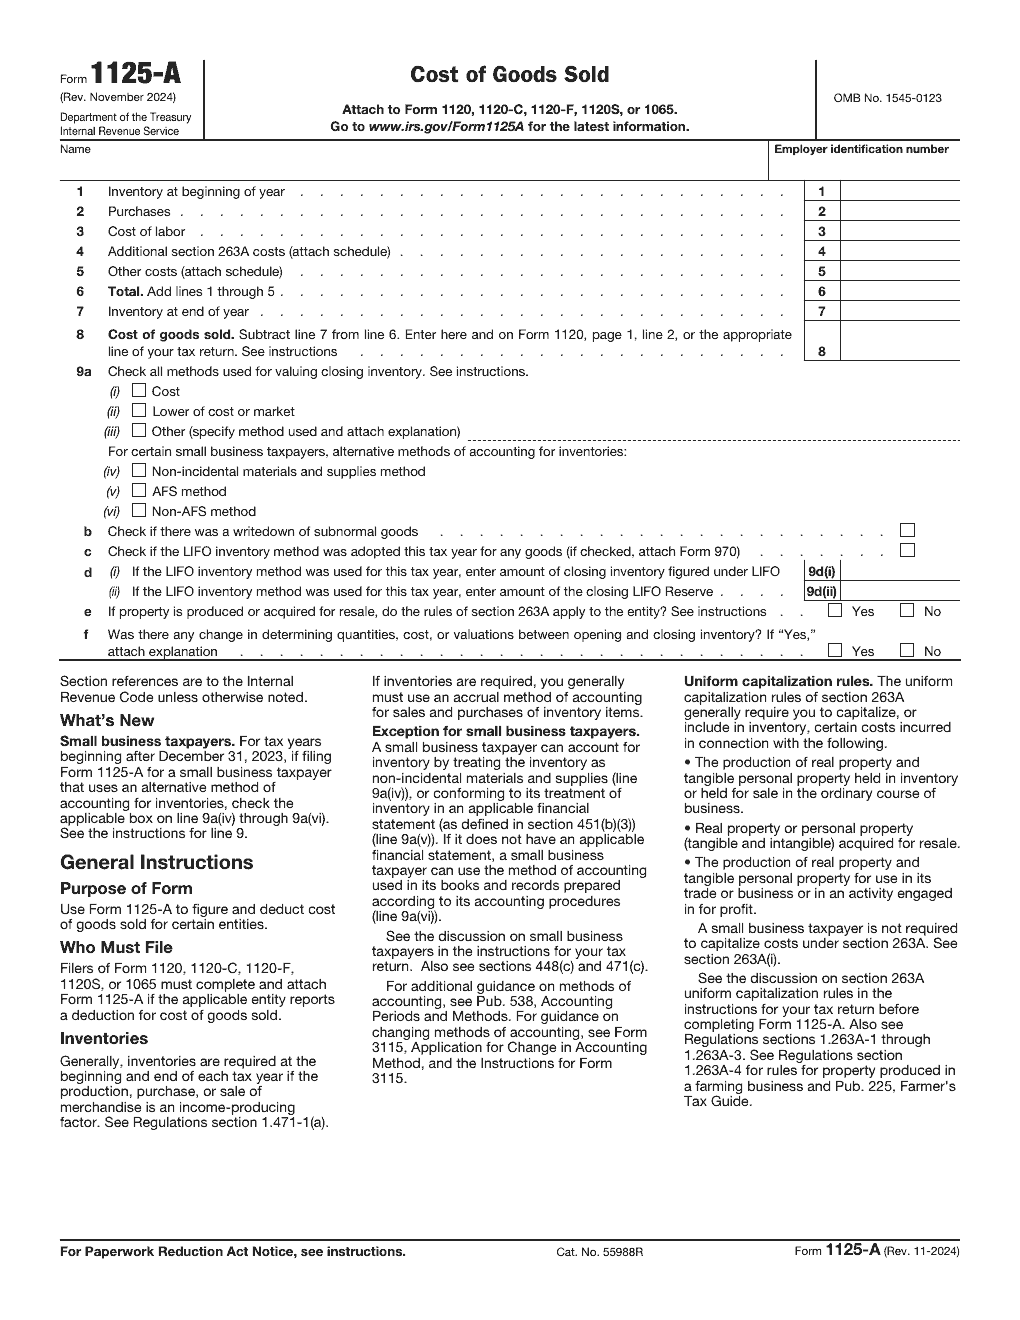 Form 1125-A
(Rev. November 2024)
Department of the Treasury
Internal Revenue Service
Cost of Goods Sold
Attach to Form 1120, 1120-C, 1120-F, 1120S, or 1065.
Go to www.irs.gov/Form1125A for the latest information.
OMB No. 1545-0123
Name
Employer identification number
1 Inventory at beginning of year . . . . . . . . . . . . . . . . . . . . . . . . . 1
2 Purchases . . . . . . . . . . . . . . . . . . . . . . . . . . . . . . . 2
3 Cost of labor . . . . . . . . . . . . . . . . . . . . . . . . . . . . . . 3
4 Additional section 263A costs (attach schedule) . . . . . . . . . . . . . . . . . . . . 4
5 Other costs (attach schedule) . . . . . . . . . . . . . . . . . . . . . . . . . 5
6 Total. Add lines 1 through 5 . . . . . . . . . . . . . . . . . . . . . . . . . . 6
7 Inventory at end of year . . . . . . . . . . . . . . . . . . . . . . . . . . . 7
8 Cost of goods sold. Subtract line 7 from line 6. Enter here and on Form 1120, page 1, line 2, or the appropriate
line of your tax return. See instructions . . . . . . . . . . . . . . . . . . . . . . 8
9a Check all methods used for valuing closing inventory. See instructions.
(i) Cost
(ii) Lower of cost or market
(iii) Other (specify method used and attach explanation)
For certain small business taxpayers, alternative methods of accounting for inventories:
(iv) Non-incidental materials and supplies method
(v) AFS method
(vi) Non-AFS method
b Check if there was a writedown of subnormal goods . . . . . . . . . . . . . . . . . . . . . . .
c Check if the LIFO inventory method was adopted this tax year for any goods (if checked, attach Form 970) . . . . . . .
d (i) If the LIFO inventory method was used for this tax year, enter amount of closing inventory figured under LIFO 9d(i)
(ii) If the LIFO inventory method was used for this tax year, enter amount of the closing LIFO Reserve . . . . 9d(ii)
e If property is produced or acquired for resale, do the rules of section 263A apply to the entity? See instructions . . Yes No
f Was there any change in determining quantities, cost, or valuations between opening and closing inventory? If “Yes,”
attach explanation . . . . . . . . . . . . . . . . . . . . . . . . . . . . . Yes No
Section references are to the Internal
Revenue Code unless otherwise noted.
What’s New
Small business taxpayers. For tax years
beginning after December 31, 2023, if filing
Form 1125-A for a small business taxpayer
that uses an alternative method of
accounting for inventories, check the
applicable box on line 9a(iv) through 9a(vi).
See the instructions for line 9.
General Instructions
Purpose of Form
Use Form 1125-A to figure and deduct cost
of goods sold for certain entities.
Who Must File
Filers of Form 1120, 1120-C, 1120-F,
1120S, or 1065 must complete and attach
Form 1125-A if the applicable entity reports
a deduction for cost of goods sold.
Inventories
Generally, inventories are required at the
beginning and end of each tax year if the
production, purchase, or sale of
merchandise is an income-producing
factor. See Regulations section 1.471-1(a).
If inventories are required, you generally
must use an accrual method of accounting
for sales and purchases of inventory items.
Exception for small business taxpayers.
A small business taxpayer can account for
inventory by treating the inventory as
non-incidental materials and supplies (line
9a(iv)), or conforming to its treatment of
inventory in an applicable financial
statement (as defined in section 451(b)(3))
(line 9a(v)). If it does not have an applicable
financial statement, a small business
taxpayer can use the method of accounting
used in its books and records prepared
according to its accounting procedures
(line 9a(vi)).
See the discussion on small business
taxpayers in the instructions for your tax
return. Also see sections 448(c) and 471(c).
For additional guidance on methods of
accounting, see Pub. 538, Accounting
Periods and Methods. For guidance on
changing methods of accounting, see Form
3115, Application for Change in Accounting
Method, and the Instructions for Form
3115.
Uniform capitalization rules. The uniform
capitalization rules of section 263A
generally require you to capitalize, or
include in inventory, certain costs incurred
in connection with the following.
• The production of real property and
tangible personal property held in inventory
or held for sale in the ordinary course of
business.
• Real property or personal property
(tangible and intangible) acquired for resale.
• The production of real property and
tangible personal property for use in its
trade or business or in an activity engaged
in for profit.
A small business taxpayer is not required
to capitalize costs under section 263A. See
section 263A(i).
See the discussion on section 263A
uniform capitalization rules in the
instructions for your tax return before
completing Form 1125-A. Also see
Regulations sections 1.263A-1 through
1.263A-3. See Regulations section
1.263A-4 for rules for property produced in
a farming business and Pub. 225, Farmer's
Tax Guide.
For Paperwork Reduction Act Notice, see instructions.
Cat. No. 55988R
Form 1125-A (Rev. 11-2024)